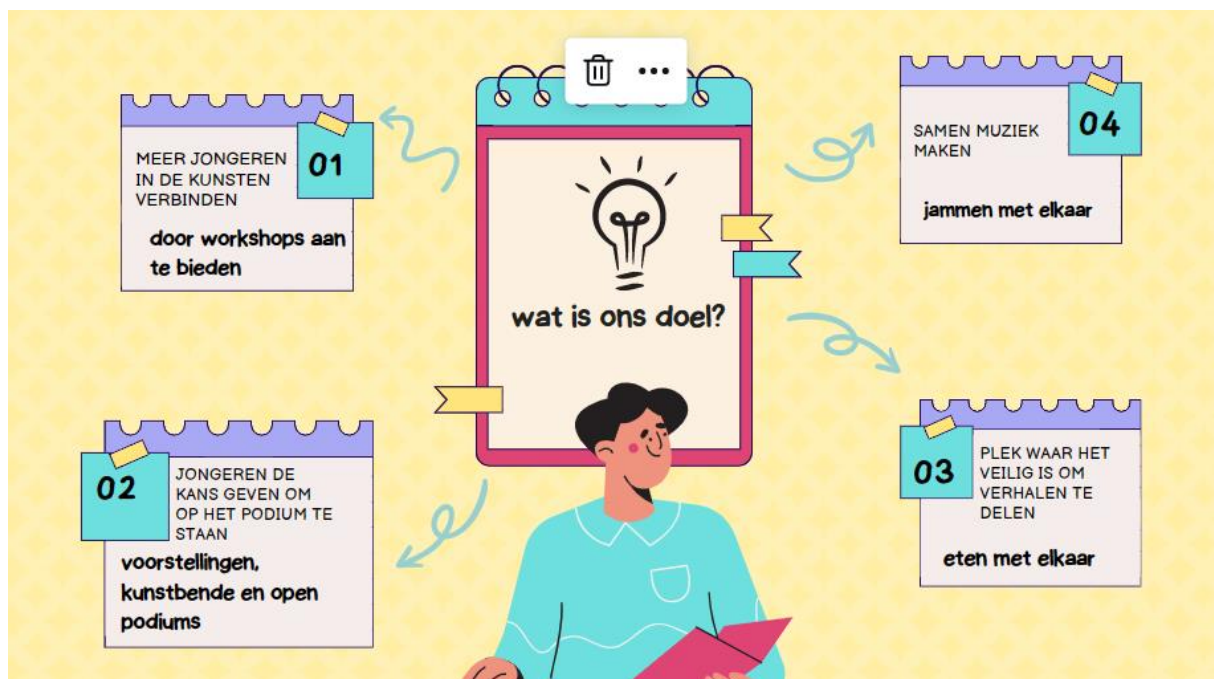 wat is ons doel?
01
MEER JONGEREN
IN DE KUNSTEN
VERBINDEN
door workshops aan
te bieden
02
JONGEREN DE
KANS GEVEN OM
OP HET PODIUM TE
STAAN
voorstellingen,
kunstbende en open
podiums
03
PLEK WAAR HET
VEILIG IS OM
VERHALEN TE
DELEN
eten met elkaar
04
SAMEN MUZIEK
MAKEN
jammen met elkaar